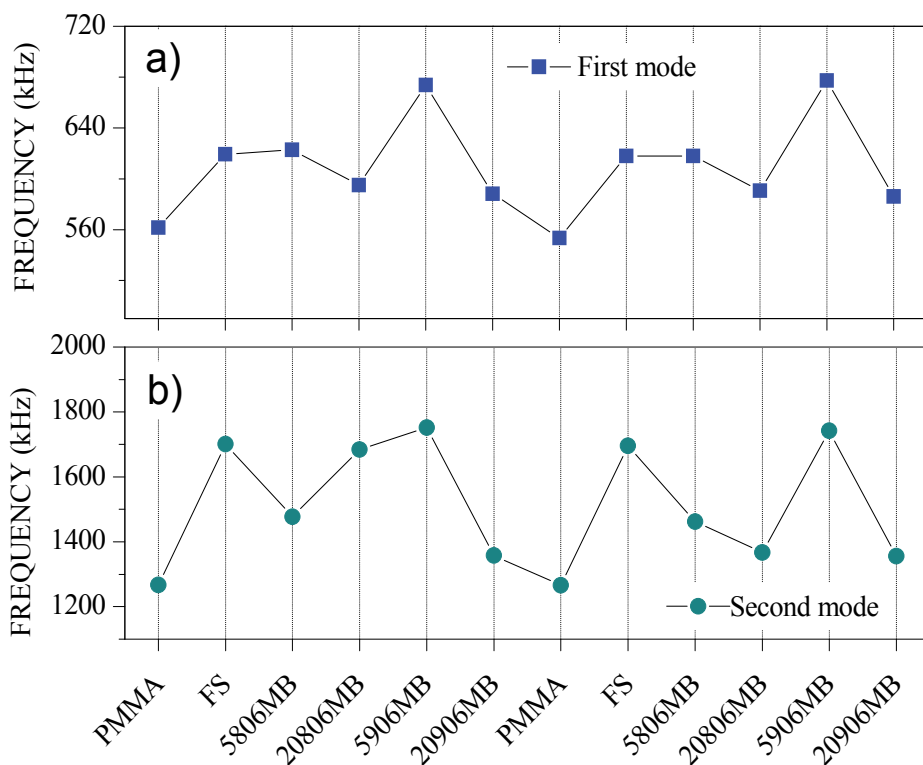 720
640
560
FREQUENCY (kHz)
a)
First mode
2000
1800
1600
1400
1200
FREQUENCY (kHz)
b)
Second mode
PMMA
FS
5806MB
20806MB
5906MB
20906MB
PMMA
FS
5806MB
20806MB
5906MB
20906MB